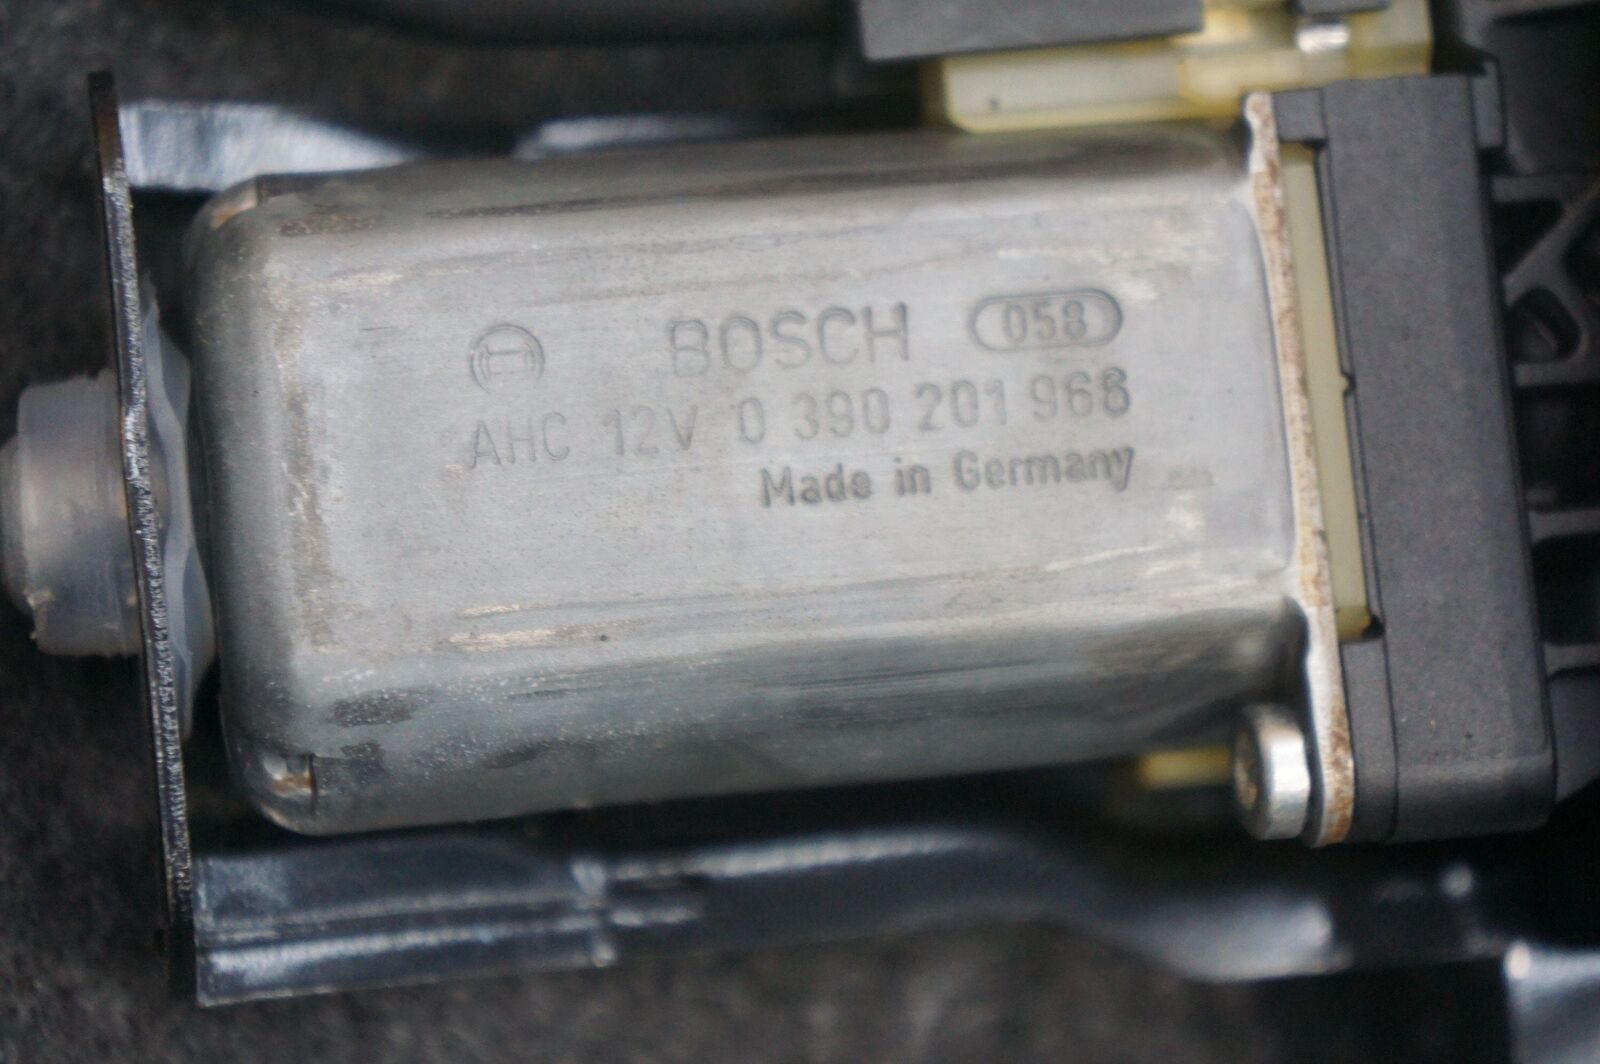 BOSCH 058
AHC 12V 0 390 201 968
Made in Germany